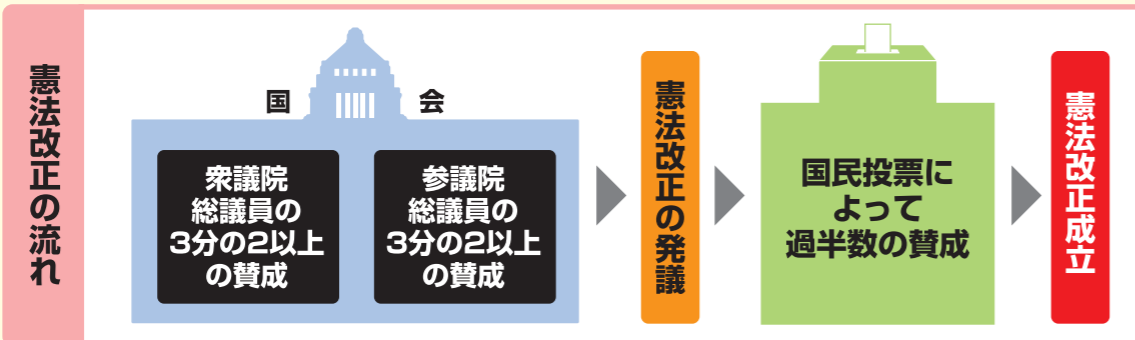 憲法改正の流れ
国会
衆議院
総議員の
3分の2以上
の賛成
参議院
総議員の
3分の2以上
の賛成
憲法改正の発議
国民投票に
よって
過半数の賛成
憲法改正成立